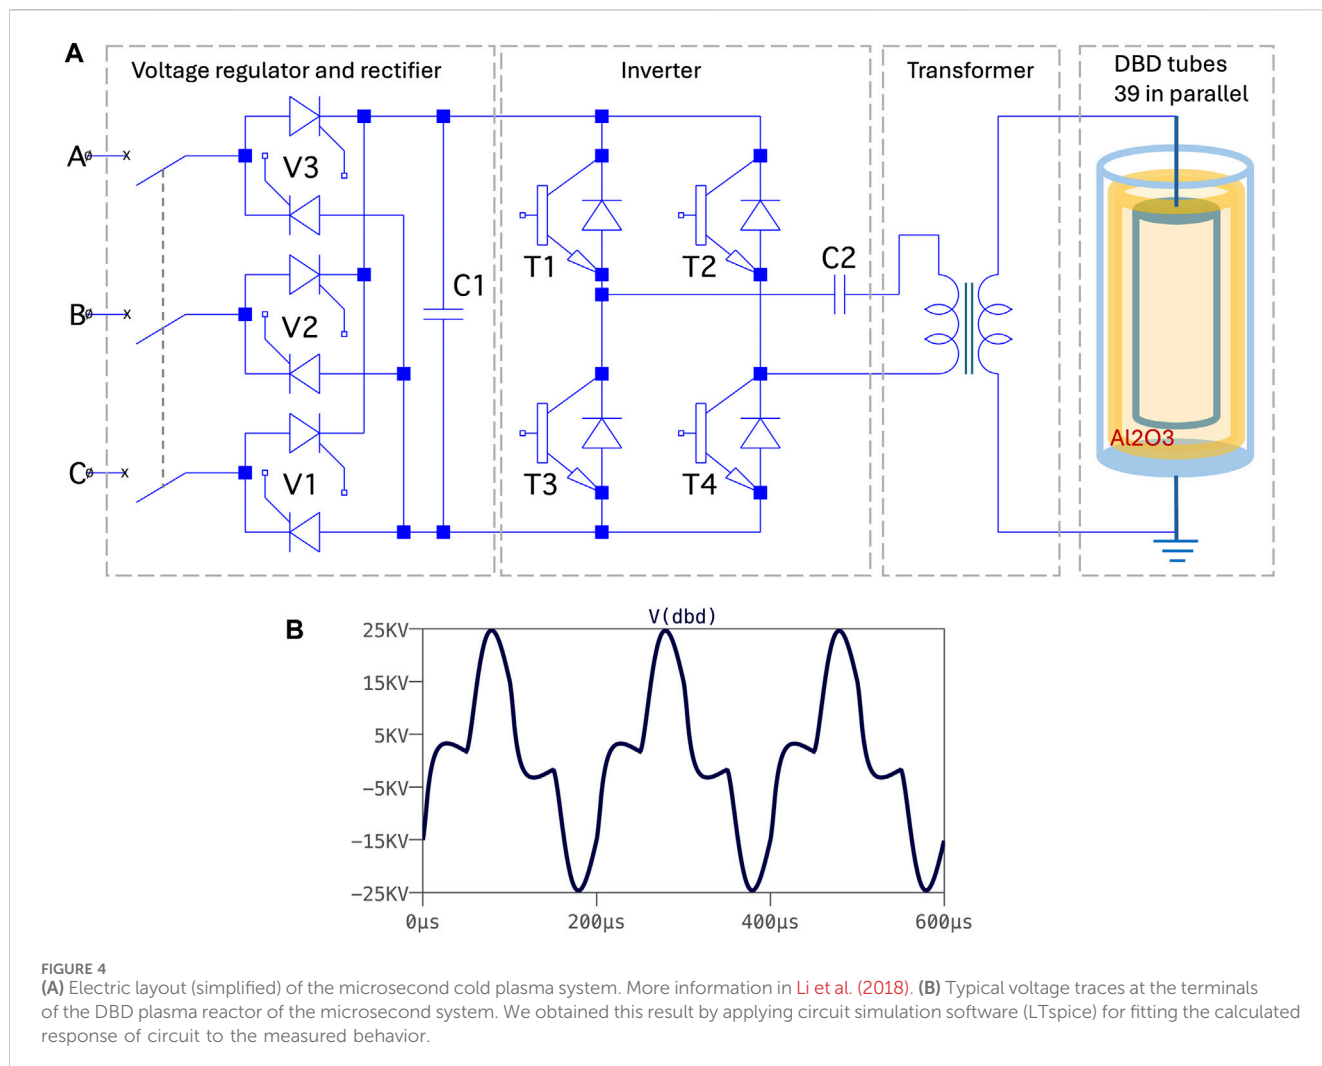 A
Voltage regulator and rectifier
Inverter
Transformer
DBD tubes
39 in parallel
A
V3
B
V2
C
V1
C1
T1
T2
T3
T4
C2
Al2O3
B
V(dbd)
25KV
15KV
5KV
−5KV
−15KV
−25KV
0µs
200µs
400µs
600µs
FIGURE 4
(A) Electric layout (simplified) of the microsecond cold plasma system. More information in Li et al. (2018). (B) Typical voltage traces at the terminals
of the DBD plasma reactor of the microsecond system. We obtained this result by applying circuit simulation software (LTspice) for fitting the calculated
response of circuit to the measured behavior.